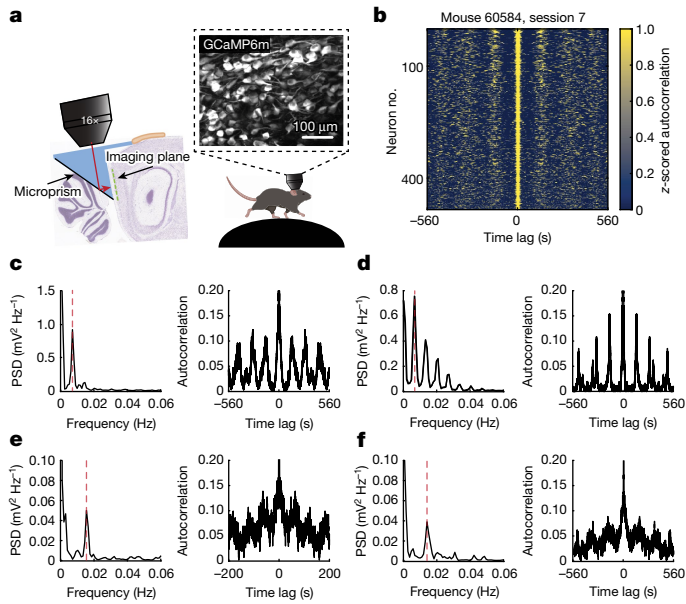 a
16×
Microprism
Imaging plane
GCaMP6m
100 μm
b
Mouse 60584, session 7
Neuron no.
100
400
–560
0
560
Time lag (s)
1.0
0.8
0.6
0.4
0.2
0
z-scored autocorrelation
c
PSD (mV² Hz⁻¹)
1.5
1.0
0.5
0
0
0.02
0.04
0.06
Frequency (Hz)
Autocorrelation
0.20
0.15
0.10
0.05
0
–560
0
560
Time lag (s)
d
PSD (mV² Hz⁻¹)
0.8
0.6
0.4
0.2
0
0
0.02
0.04
0.06
Frequency (Hz)
Autocorrelation
0.20
0.15
0.10
0.05
0
–560
0
560
Time lag (s)
e
PSD (mV² Hz⁻¹)
0.10
0.08
0.06
0.04
0.02
0
0
0.02
0.04
0.06
Frequency (Hz)
Autocorrelation
0.20
0.15
0.10
0.05
0
–200
0
200
Time lag (s)
f
PSD (mV² Hz⁻¹)
0.10
0.08
0.06
0.04
0.02
0
0
0.02
0.04
0.06
Frequency (Hz)
Autocorrelation
0.20
0.15
0.10
0.05
0
–560
0
560
Time lag (s)